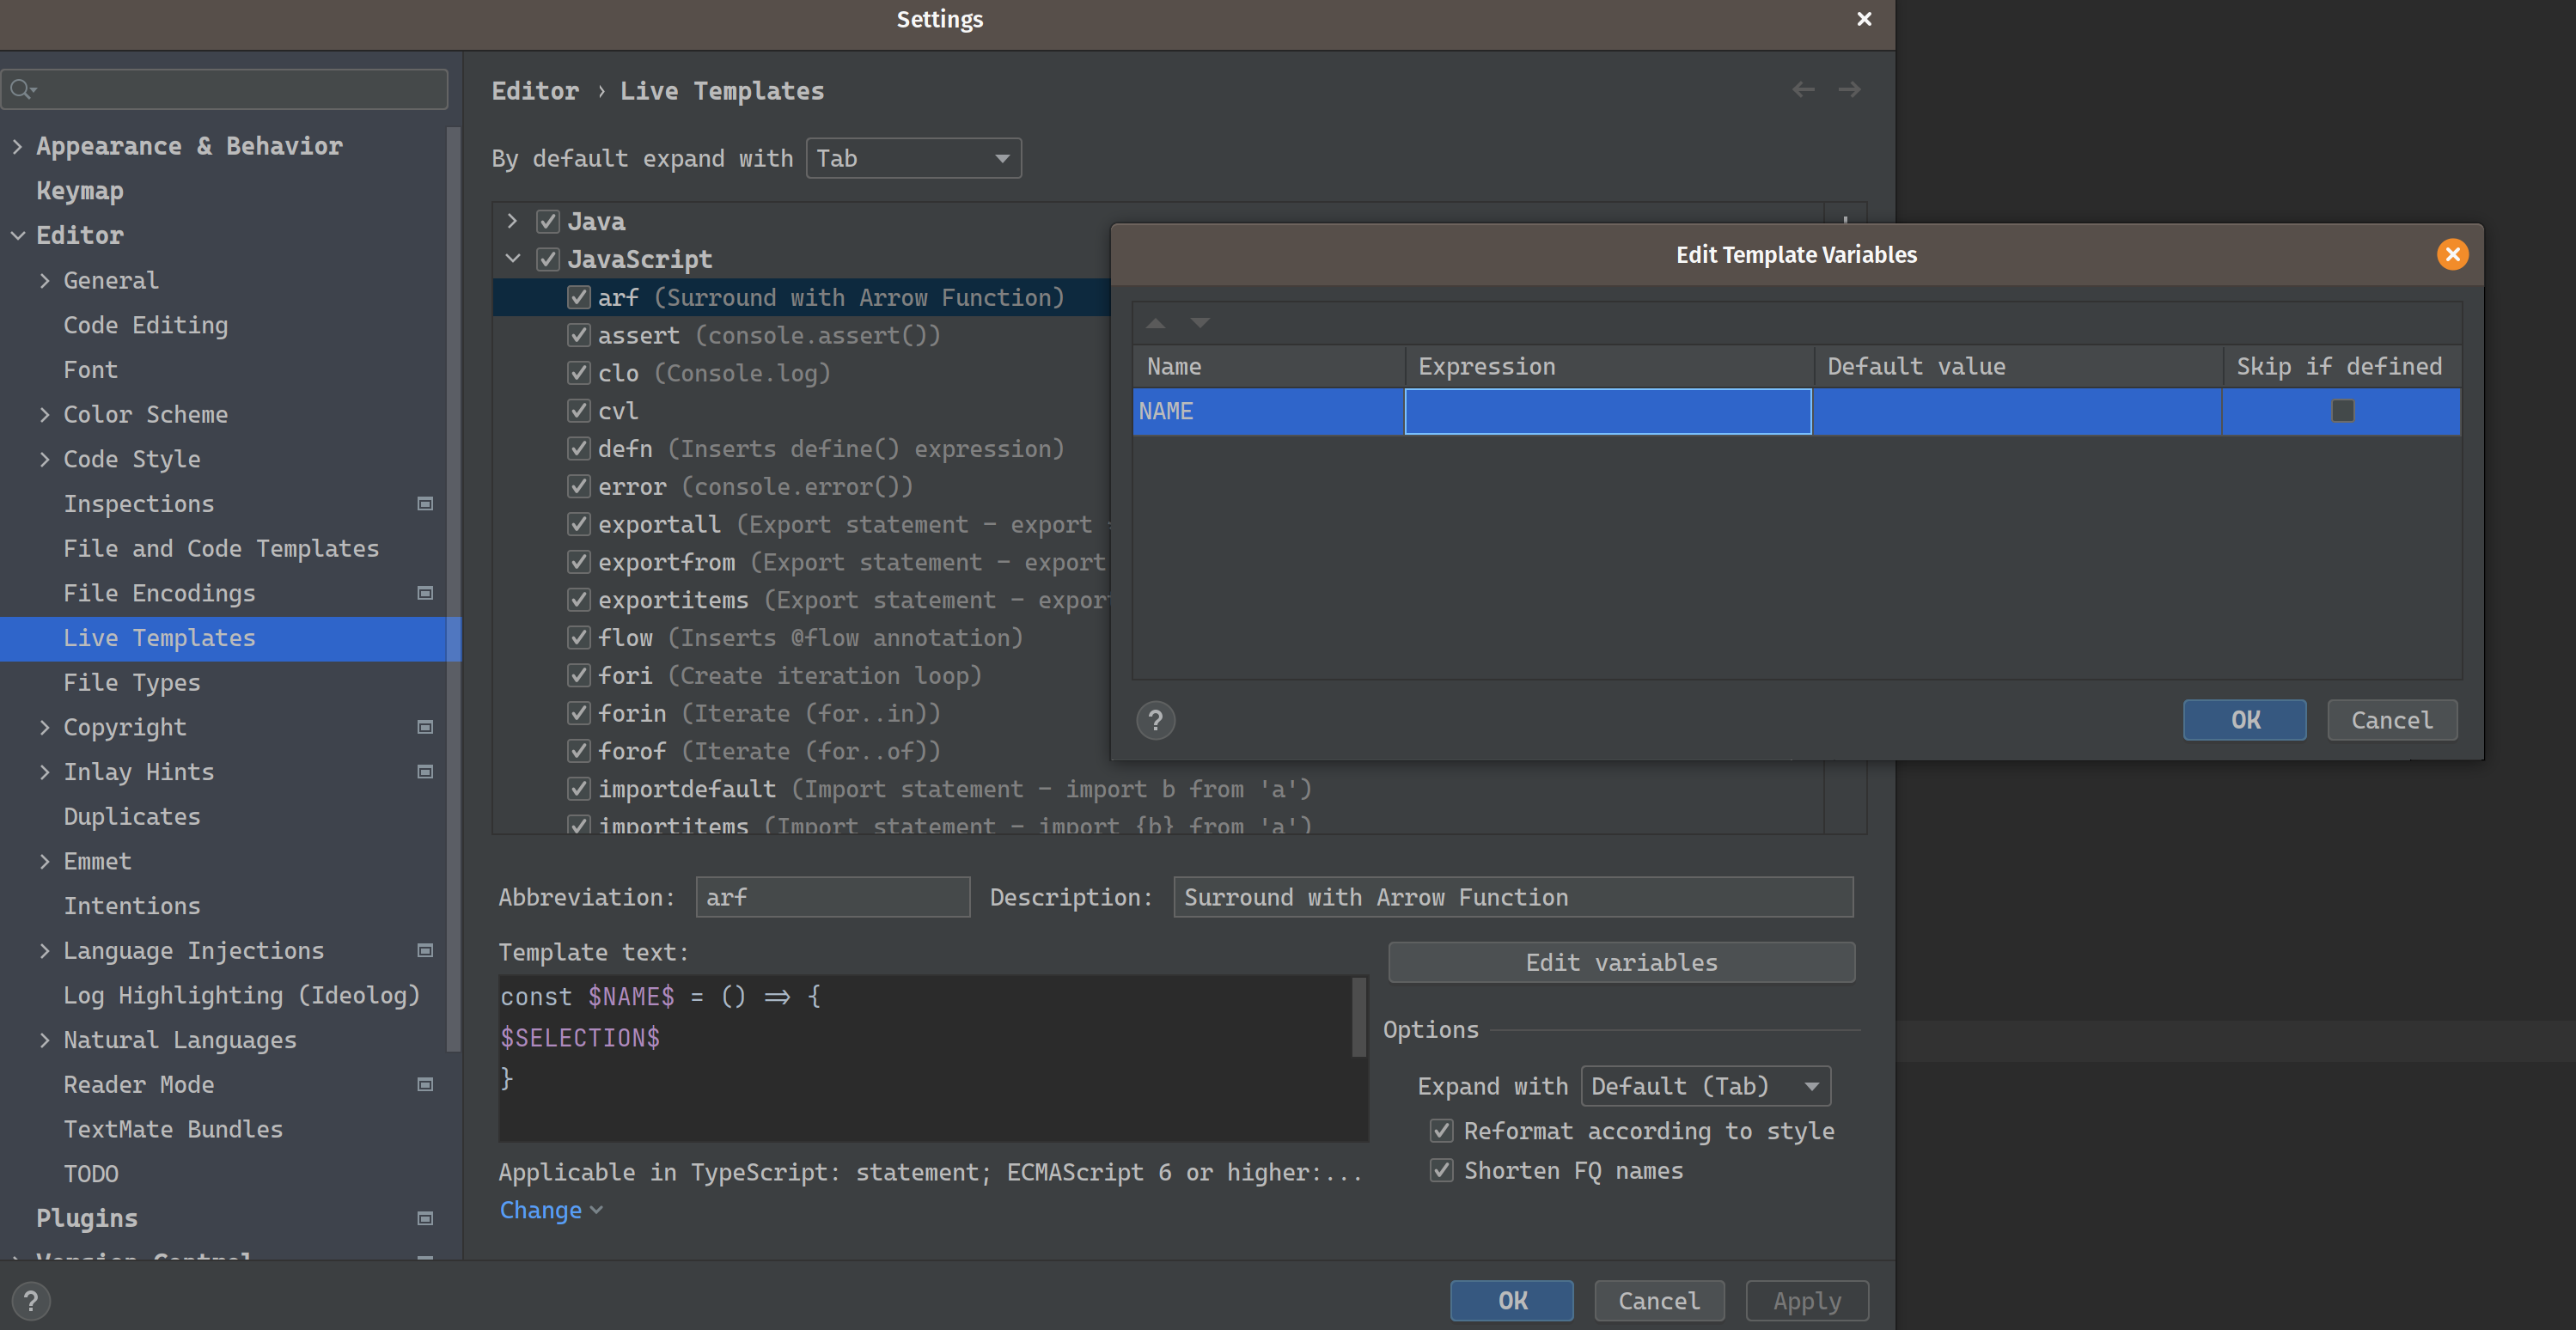 Settings
Appearance & Behavior
Keymap
Editor
General
Code Editing
Font
Color Scheme
Code Style
Inspections
File and Code Templates
File Encodings
Live Templates
File Types
Copyright
Inlay Hints
Duplicates
Emmet
Intentions
Language Injections
Log Highlighting (Ideolog)
Natural Languages
Reader Mode
TextMate Bundles
TODO
Plugins
Version Control
?
Editor › Live Templates
By default expand with Tab
Java
JavaScript
arf (Surround with Arrow Function)
assert (console.assert())
clo (Console.log)
cvl
defn (Inserts define() expression)
error (console.error())
exportall (Export statement - export
exportfrom (Export statement - export
exportitems (Export statement - export
flow (Inserts @flow annotation)
fori (Create iteration loop)
forin (Iterate (for..in))
forof (Iterate (for..of))
importdefault (Import statement - import b from 'a')
importitems (Import statement - import {b} from 'a')
Abbreviation: arf Description: Surround with Arrow Function
Template text:
const $NAME$ = () => {
$SELECTION$
}
Applicable in TypeScript: statement; ECMAScript 6 or higher:...
Change
Edit variables
Options
Expand with Default (Tab)
Reformat according to style
Shorten FQ names
OK Cancel Apply
Edit Template Variables
Name Expression Default value Skip if defined
NAME
? OK Cancel